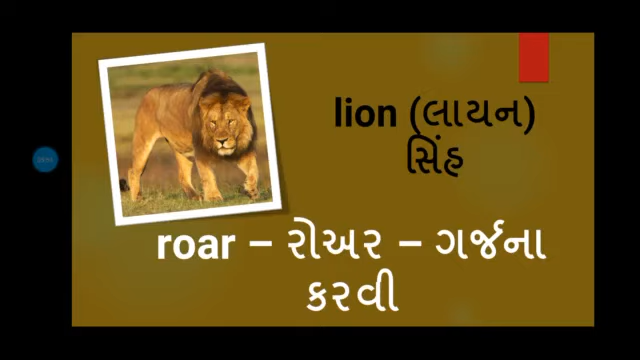 lion (લાયન)
સિંહ
roar – રોઅર – ગર્જના
કરવી